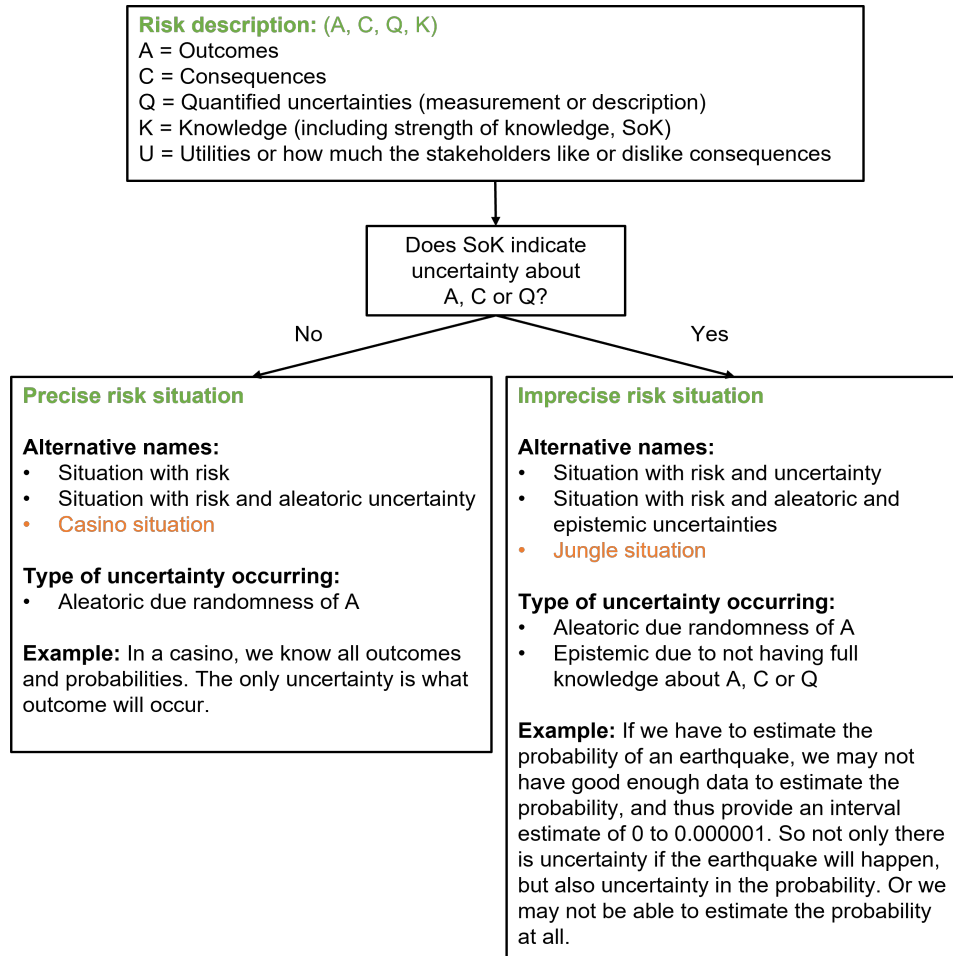 Risk description: (A, C, Q, K)
A = Outcomes
C = Consequences
Q = Quantified uncertainties (measurement or description)
K = Knowledge (including strength of knowledge, SoK)
U = Utilities or how much the stakeholders like or dislike consequences
Does SoK indicate
uncertainty about
A, C or Q?
No
Yes
Precise risk situation
Alternative names:
• Situation with risk
• Situation with risk and aleatoric uncertainty
• Casino situation
Type of uncertainty occurring:
• Aleatoric due randomness of A
Example: In a casino, we know all outcomes
and probabilities. The only uncertainty is what
outcome will occur.
Imprecise risk situation
Alternative names:
• Situation with risk and uncertainty
• Situation with risk and aleatoric and
epistemic uncertainties
• Jungle situation
Type of uncertainty occurring:
• Aleatoric due randomness of A
• Epistemic due to not having full
knowledge about A, C or Q
Example: If we have to estimate the
probability of an earthquake, we may not
have good enough data to estimate the
probability, and thus provide an interval
estimate of 0 to 0.000001. So not only there
is uncertainty if the earthquake will happen,
but also uncertainty in the probability. Or we
may not be able to estimate the probability
at all.